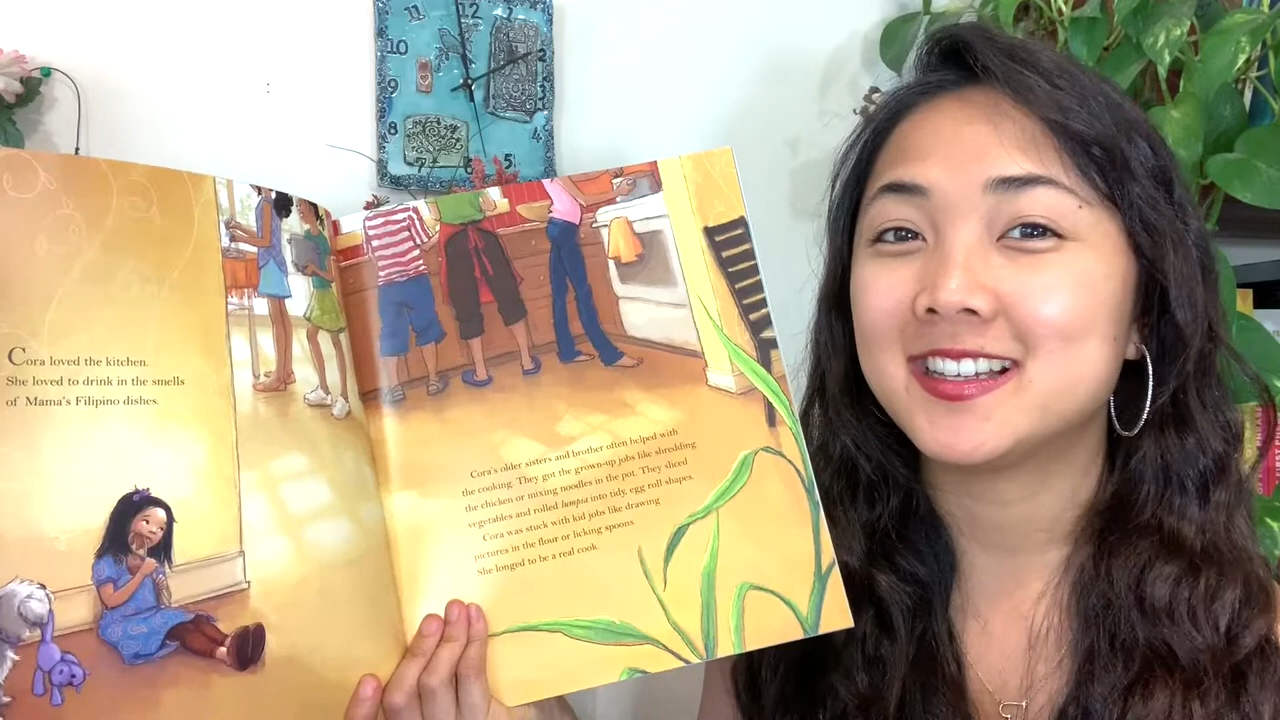 11 12 1
10 2
9 3
8 4
7 6 5
Cora loved the kitchen.
She loved to drink in the smells
of Mama's Filipino dishes.
Cora's older sisters and brother often helped with
the cooking. They got the grown-up jobs like shredding
the chicken or mixing noodles in the pot. They sliced
vegetables and rolled lumpia into tidy, egg roll shapes.
Cora was stuck with kid jobs like drawing
pictures in the flour or licking spoons.
She longed to be a real cook.